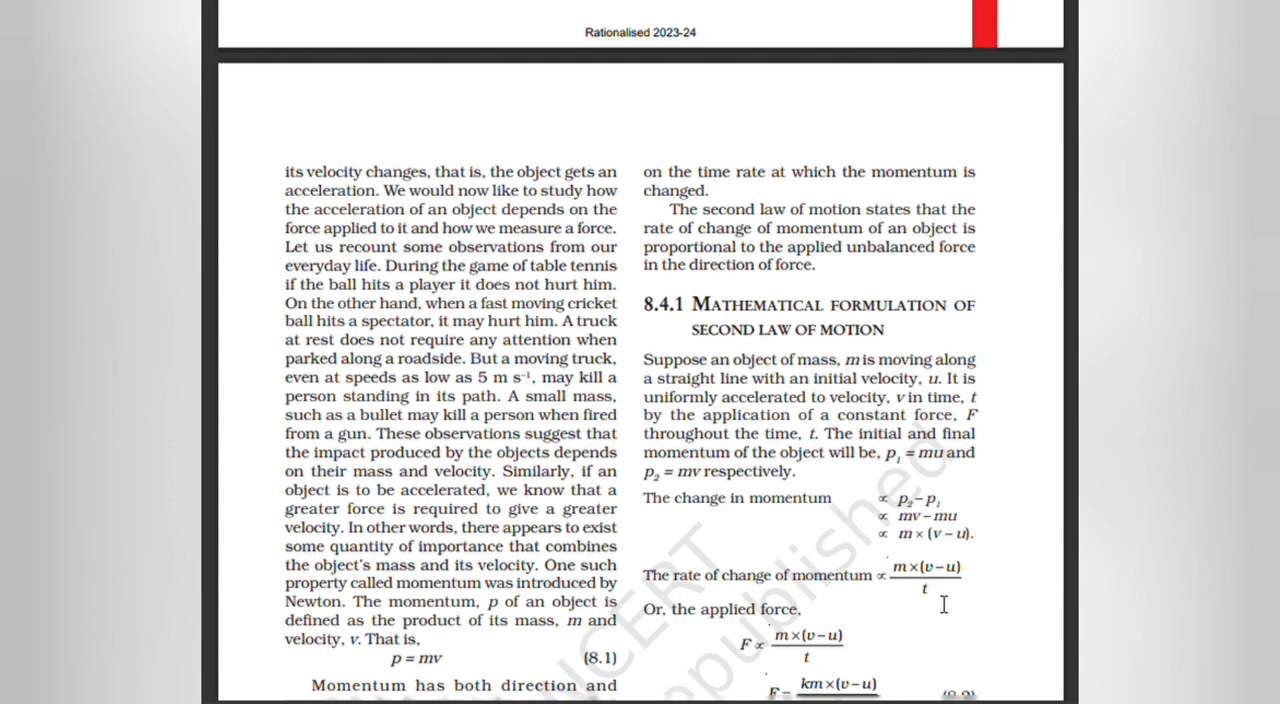 Rationalised 2023-24
its velocity changes, that is, the object gets an
acceleration. We would now like to study how
the acceleration of an object depends on the
force applied to it and how we measure a force.
Let us recount some observations from our
everyday life. During the game of table tennis
if the ball hits a player it does not hurt him.
On the other hand, when a fast moving cricket
ball hits a spectator, it may hurt him. A truck
at rest does not require any attention when
parked along a roadside. But a moving truck,
even at speeds as low as 5 m s⁻¹, may kill a
person standing in its path. A small mass,
such as a bullet may kill a person when fired
from a gun. These observations suggest that
the impact produced by the objects depends
on their mass and velocity. Similarly, if an
object is to be accelerated, we know that a
greater force is required to give a greater
velocity. In other words, there appears to exist
some quantity of importance that combines
the object's mass and its velocity. One such
property called momentum was introduced by
Newton. The momentum, p of an object is
defined as the product of its mass, m and
velocity, v. That is,
p = mv (8.1)
Momentum has both direction and
on the time rate at which the momentum is
changed.
The second law of motion states that the
rate of change of momentum of an object is
proportional to the applied unbalanced force
in the direction of force.
8.4.1 MATHEMATICAL FORMULATION OF
SECOND LAW OF MOTION
Suppose an object of mass, m is moving along
a straight line with an initial velocity, u. It is
uniformly accelerated to velocity, v in time, t
by the application of a constant force, F
throughout the time, t. The initial and final
momentum of the object will be, p₁ = mu and
p₂ = mv respectively.
The change in momentum ∝ p₂ – p₁
∝ mv – mu
∝ m × (v – u).
The rate of change of momentum ∝ m × (v – u)
t
Or, the applied force,
F ∝ m × (v – u)
t
F = km × (v – u)
NCERT
republished